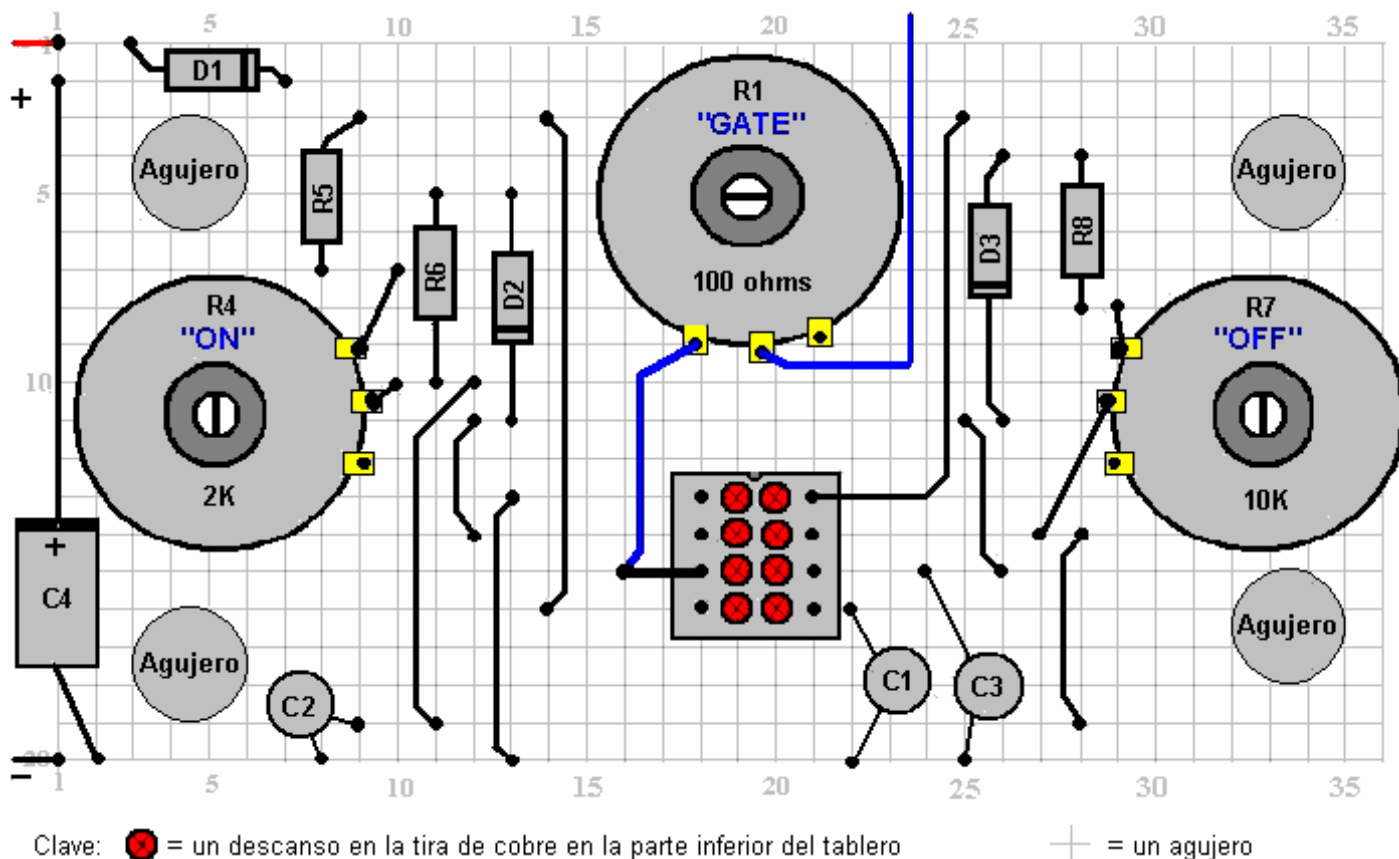 1 5 10 15 20 25 30 35
1
+
D1
R1
"GATE"
Agujero
Agujero
5
R5
R6
D2
D3
R8
100 ohms
R4
"ON"
R7
"OFF"
10
2K
10K
+
C4
Agujero
Agujero
C2
C1
C3
20
−
1 5 10 15 20 25 30 35
Clave: = un descanso en la tira de cobre en la parte inferior del tablero = un agujero